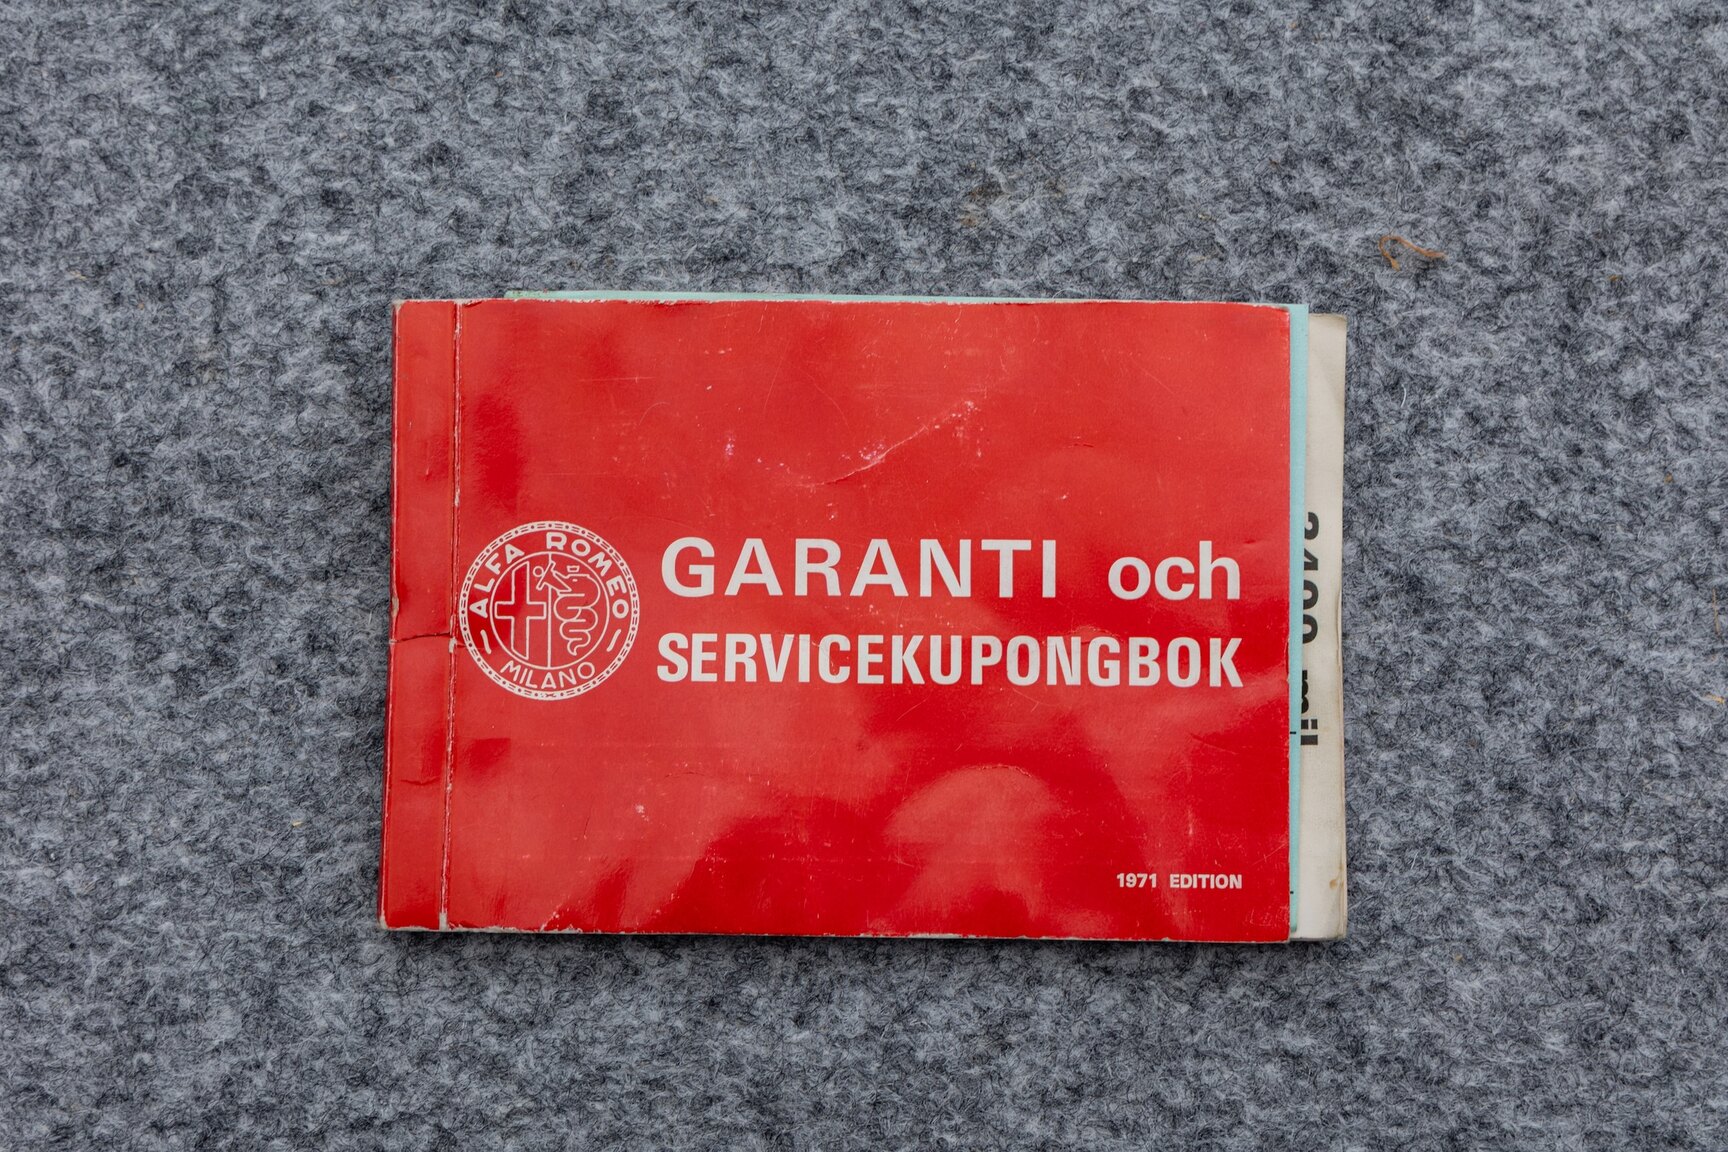 ALFA ROMEO
MILANO
GARANTI och
SERVICEKUPONGBOK
1971 EDITION